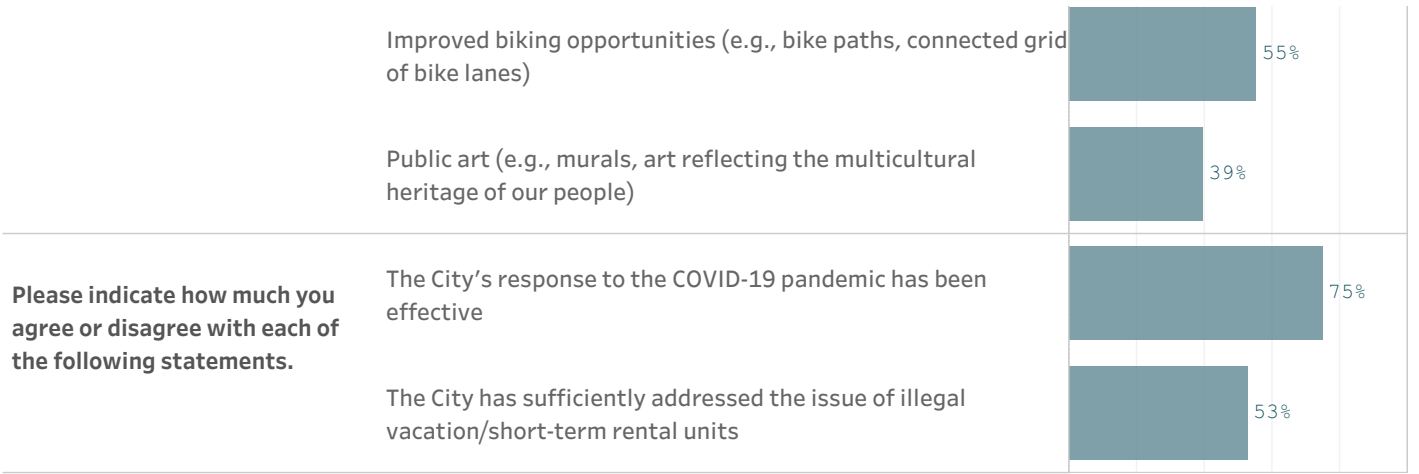 Improved biking opportunities (e.g., bike paths, connected grid
of bike lanes)
55%
Public art (e.g., murals, art reflecting the multicultural
heritage of our people)
39%
Please indicate how much you
agree or disagree with each of
the following statements.
The City's response to the COVID-19 pandemic has been
effective
75%
The City has sufficiently addressed the issue of illegal
vacation/short-term rental units
53%